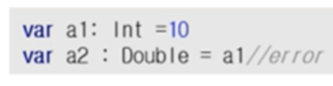 var a1: Int =10
var a2 : Double = a1//error